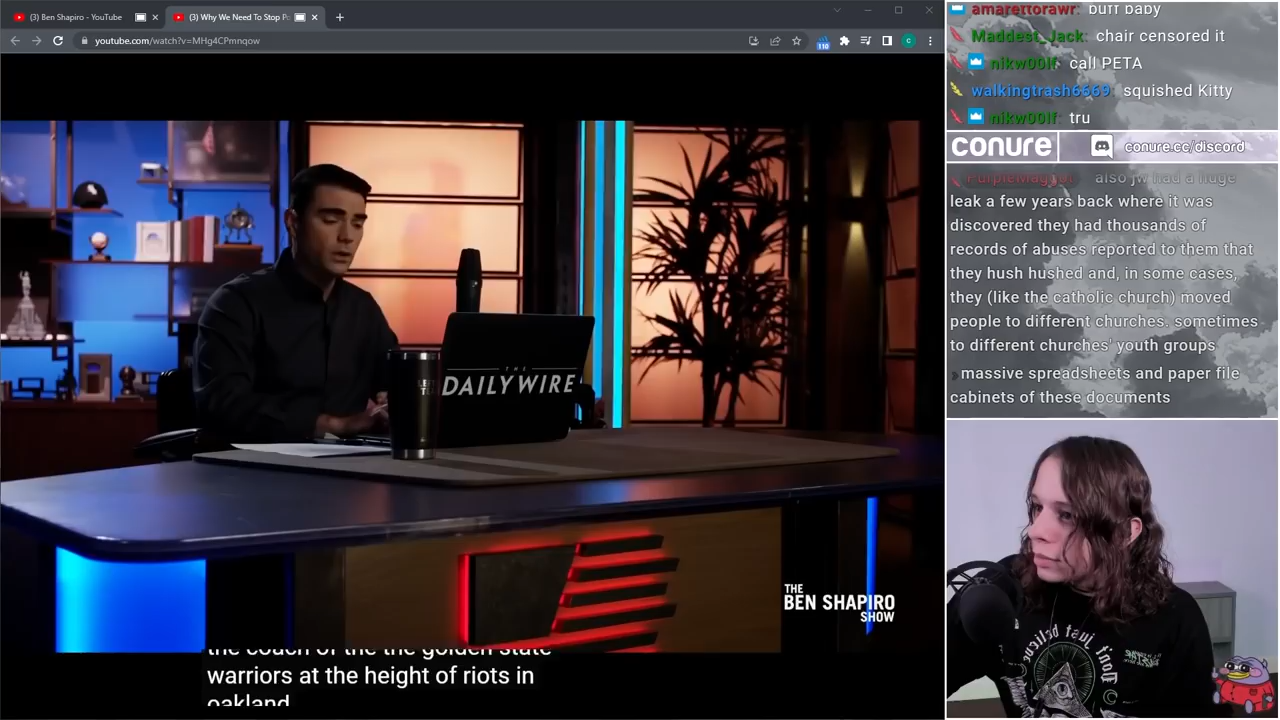 (3) Ben Shapiro - YouTube
(3) Why We Need To Stop Po
youtube.com/watch?v=MHg4CPmnqow
110
C
THE
DAILY WIRE
THE
BEN SHAPIRO
SHOW
the coach of the the golden state
warriors at the height of riots in
oakland
amarettorawr: buff baby
Maddest_Jack: chair censored it
nikw00lf: call PETA
walkingtrash6669: squished Kitty
nikw00lf: tru
conure
conure.cc/discord
also jw had a huge
leak a few years back where it was
discovered they had thousands of
records of abuses reported to them that
they hush hushed and, in some cases,
they (like the catholic church) moved
people to different churches. sometimes
to different churches' youth groups
massive spreadsheets and paper file
cabinets of these documents